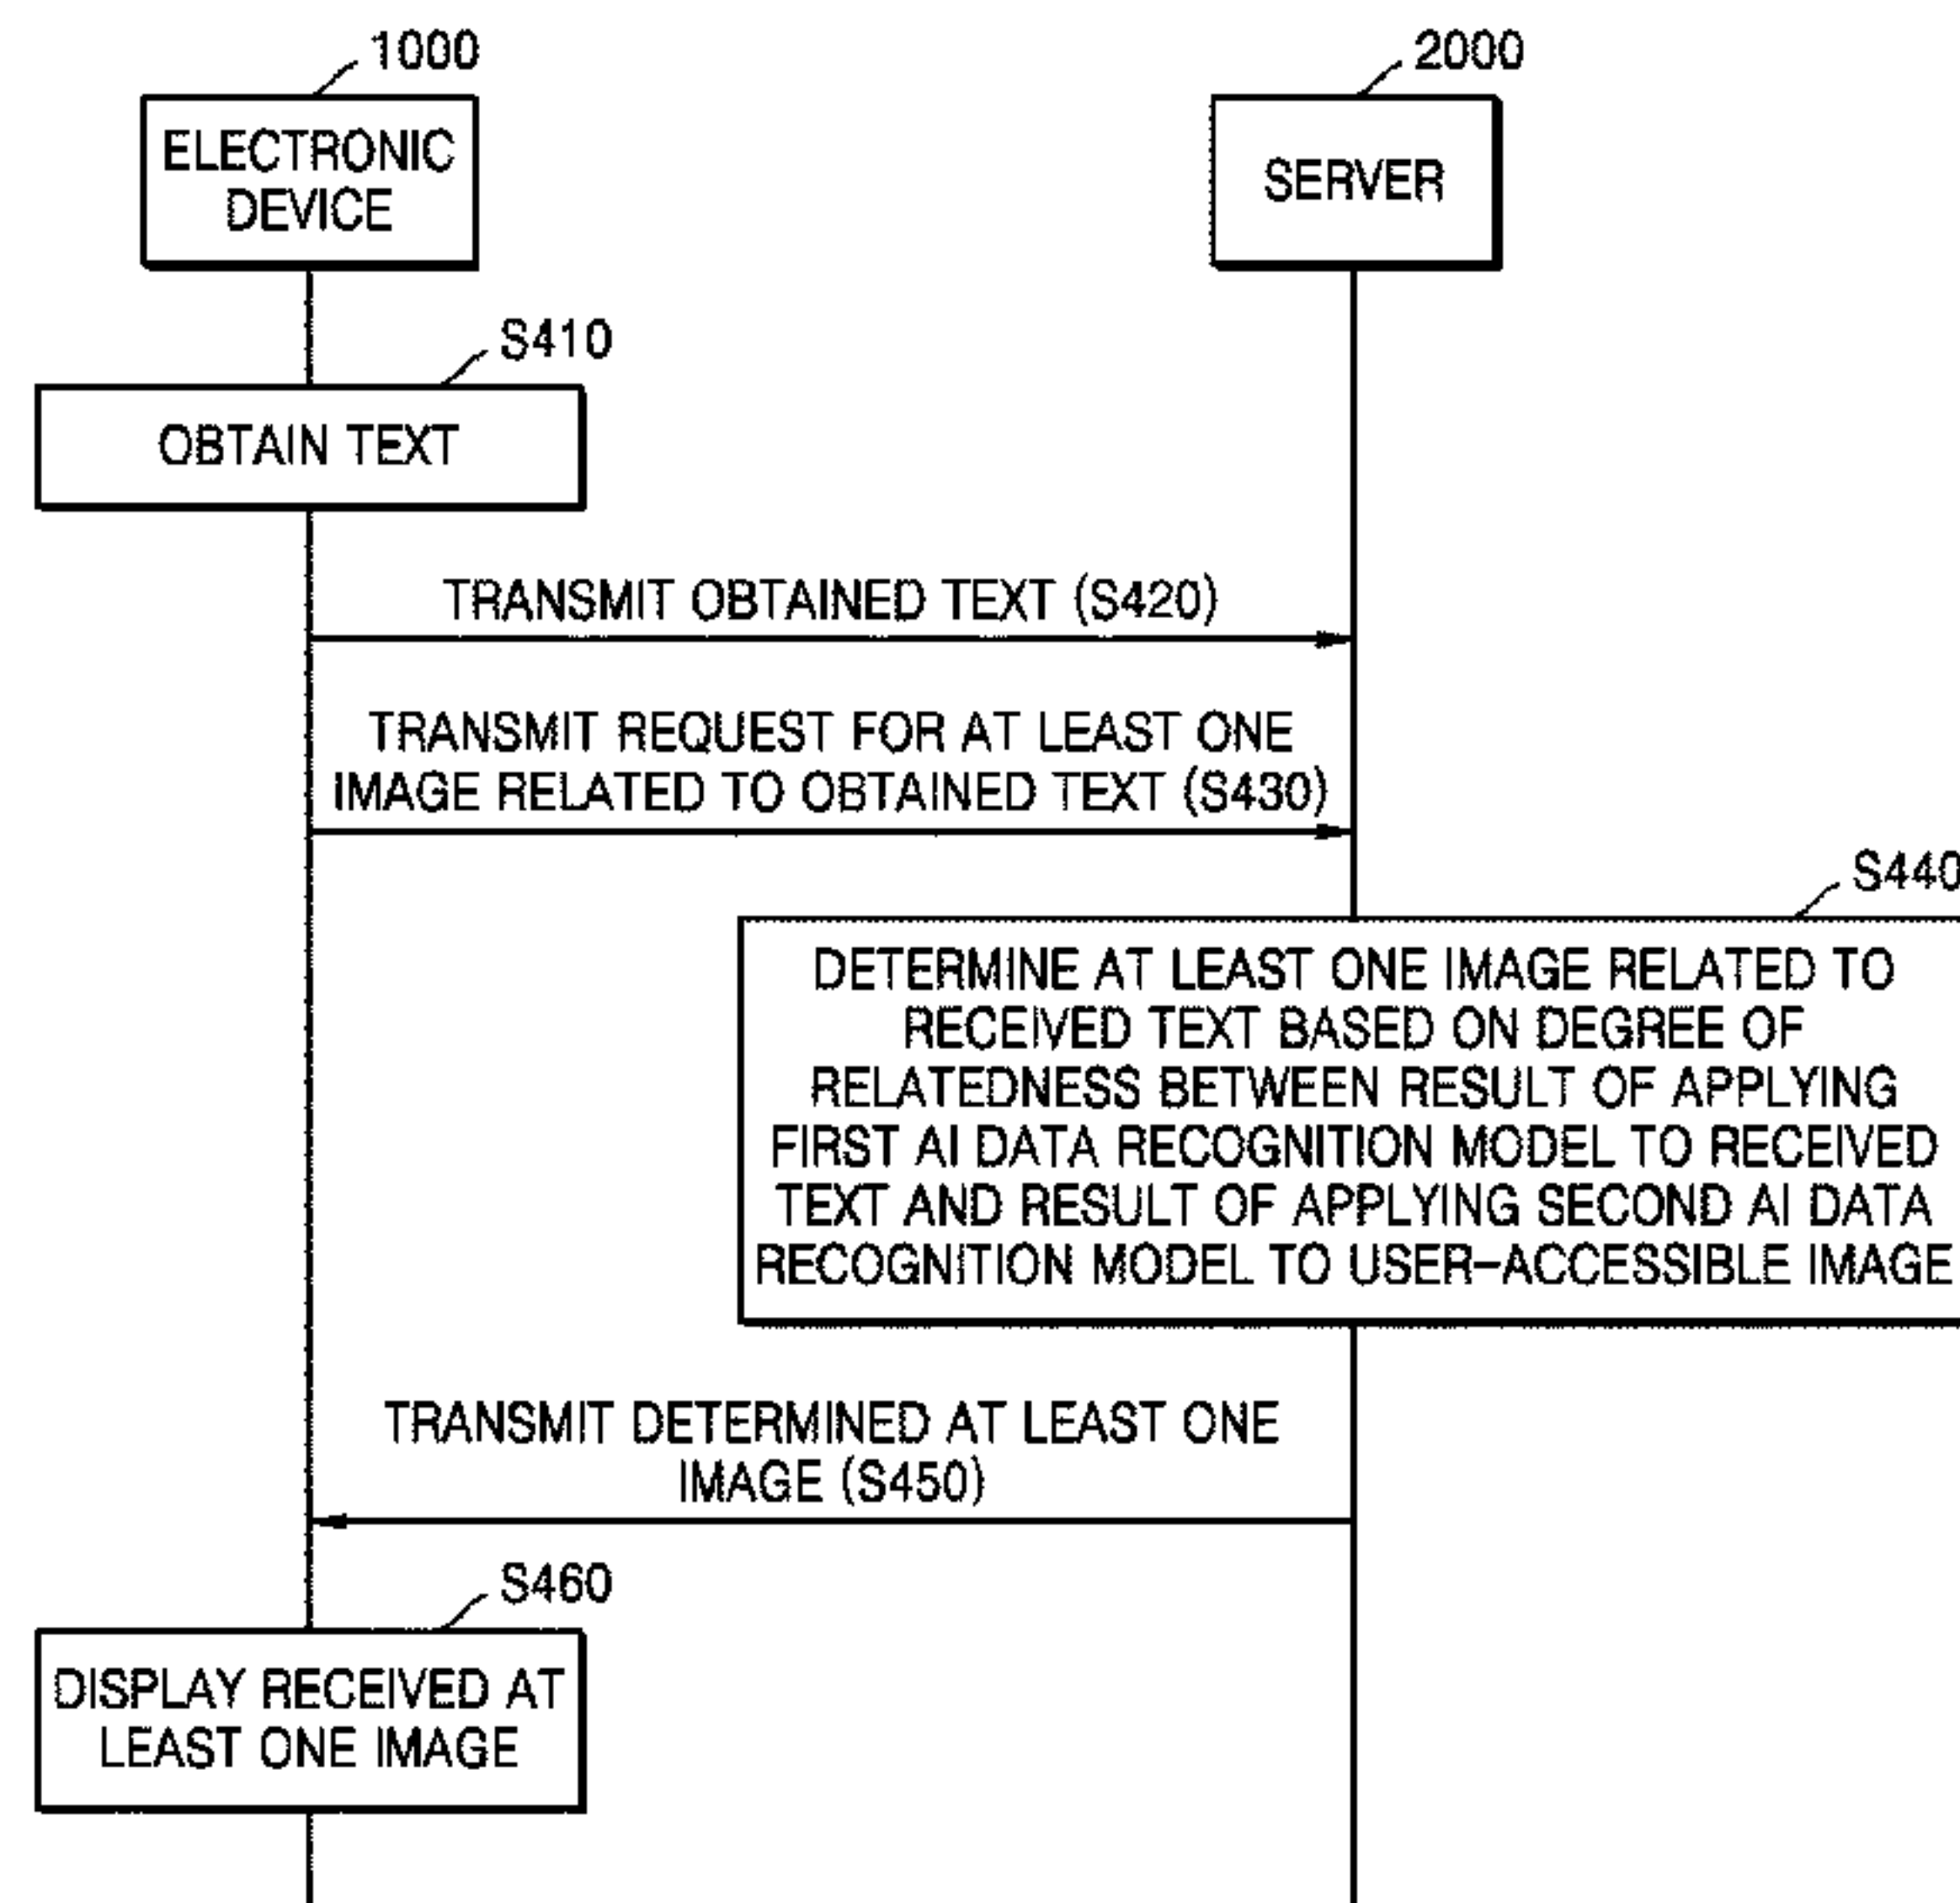 1000
2000
ELECTRONIC
DEVICE
SERVER
S410
OBTAIN TEXT
TRANSMIT OBTAINED TEXT (S420)
TRANSMIT REQUEST FOR AT LEAST ONE
IMAGE RELATED TO OBTAINED TEXT (S430)
S440
DETERMINE AT LEAST ONE IMAGE RELATED TO
RECEIVED TEXT BASED ON DEGREE OF
RELATEDNESS BETWEEN RESULT OF APPLYING
FIRST AI DATA RECOGNITION MODEL TO RECEIVED
TEXT AND RESULT OF APPLYING SECOND AI DATA
RECOGNITION MODEL TO USER-ACCESSIBLE IMAGE
TRANSMIT DETERMINED AT LEAST ONE
IMAGE (S450)
S460
DISPLAY RECEIVED AT
LEAST ONE IMAGE